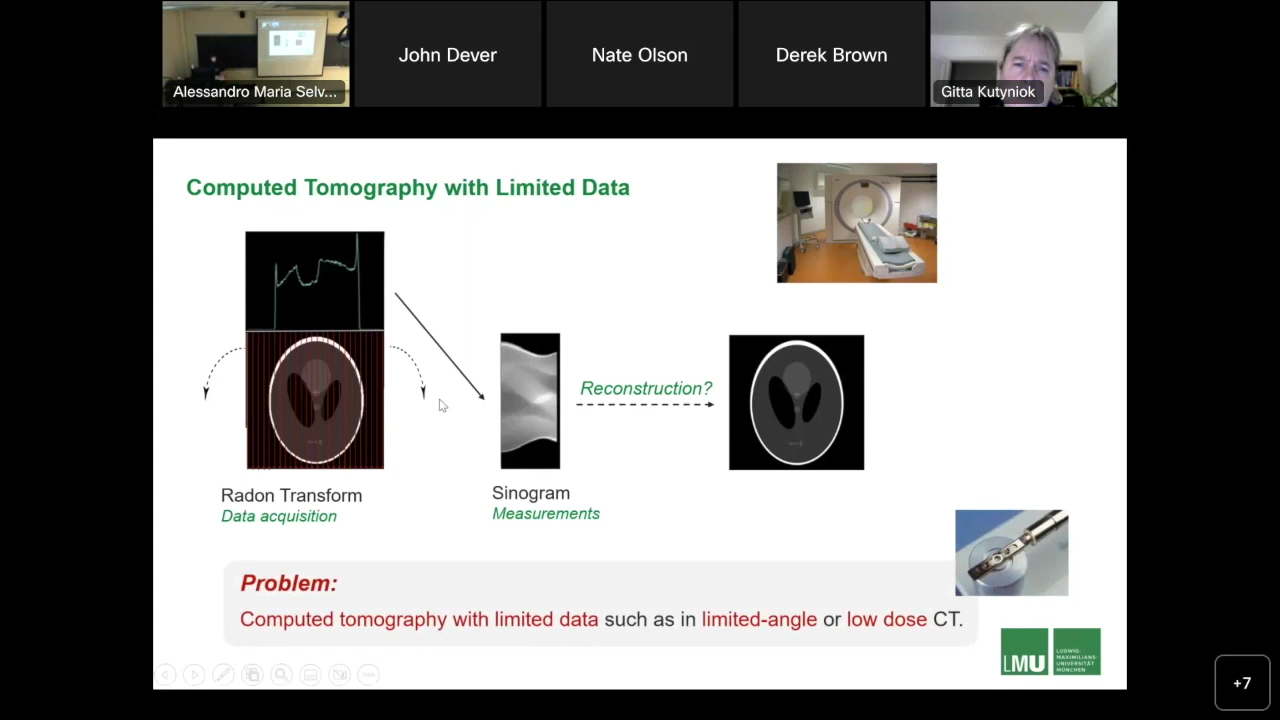 Alessandro Maria Selv...
John Dever
Nate Olson
Derek Brown
Gitta Kutyniok
Computed Tomography with Limited Data
Reconstruction?
Radon Transform
Data acquisition
Sinogram
Measurements
Problem:
Computed tomography with limited data such as in limited-angle or low dose CT.
LMU
LUDWIG-
MAXIMILIANS-
UNIVERSITÄT
MÜNCHEN
+7